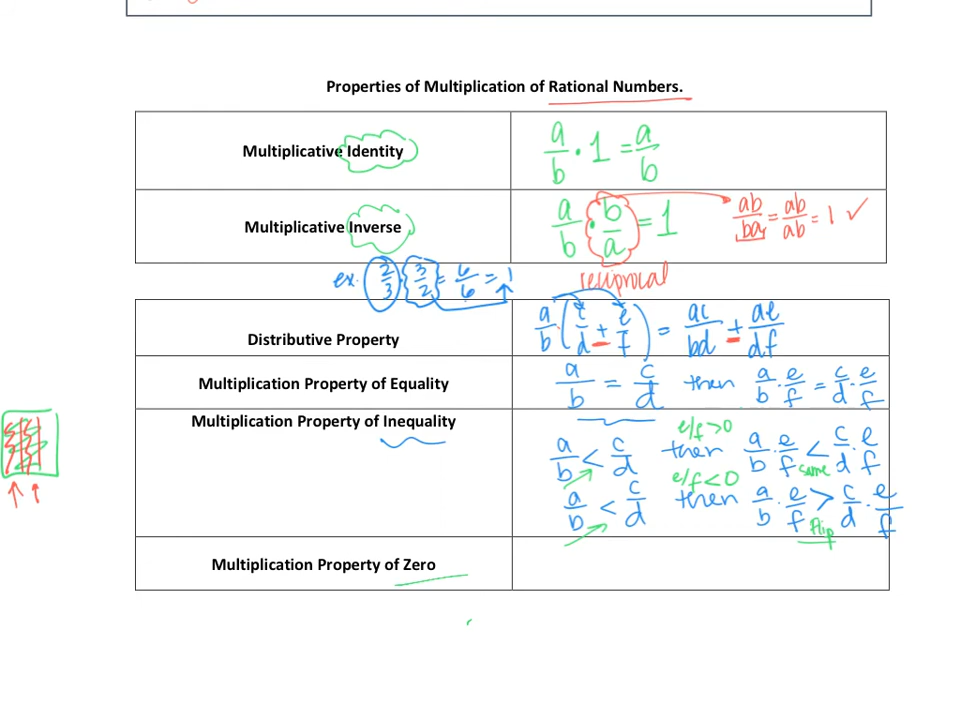 Properties of Multiplication of Rational Numbers.
Multiplicative Identity
a/b · 1 = a/b
Multiplicative Inverse
a/b · b/a = 1
ab/ba = ab/ab = 1 ✓
ex. 2/3 · 3/2 = 6/6 = 1
reciprocal
Distributive Property
a/b (c/d ± e/f) = ac/bd ± ae/df
Multiplication Property of Equality
a/b = c/d then a/b · e/f = c/d · e/f
Multiplication Property of Inequality
e/f > 0
a/b < c/d then a/b · e/f < c/d · e/f
same
e/f < 0
a/b < c/d then a/b · e/f > c/d · e/f
flip
Multiplication Property of Zero